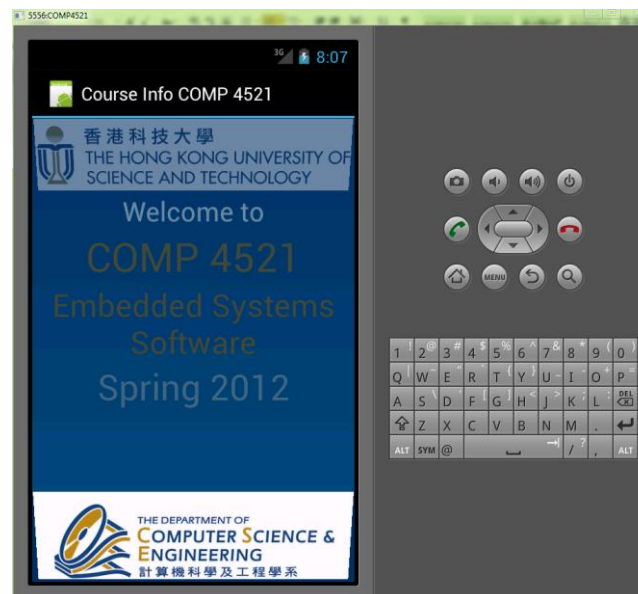 5556:COMP4521
3G 8:07
Course Info COMP 4521
香港科技大學
THE HONG KONG UNIVERSITY OF
SCIENCE AND TECHNOLOGY
Welcome to
COMP 4521
Embedded Systems
Software
Spring 2012
THE DEPARTMENT OF
COMPUTER SCIENCE &
ENGINEERING
計算機科學及工程學系
MENU
1 ! 2 @ 3 # 4 $ 5 % 6 ^ 7 & 8 * 9 ( 0 )
Q | W ~ E " R ` T { Y } U _ I - O + P =
A S \ D ' F [ G ] H < J > K ; L : DEL
Z X C V B N M .
ALT SYM @ / ? , ALT